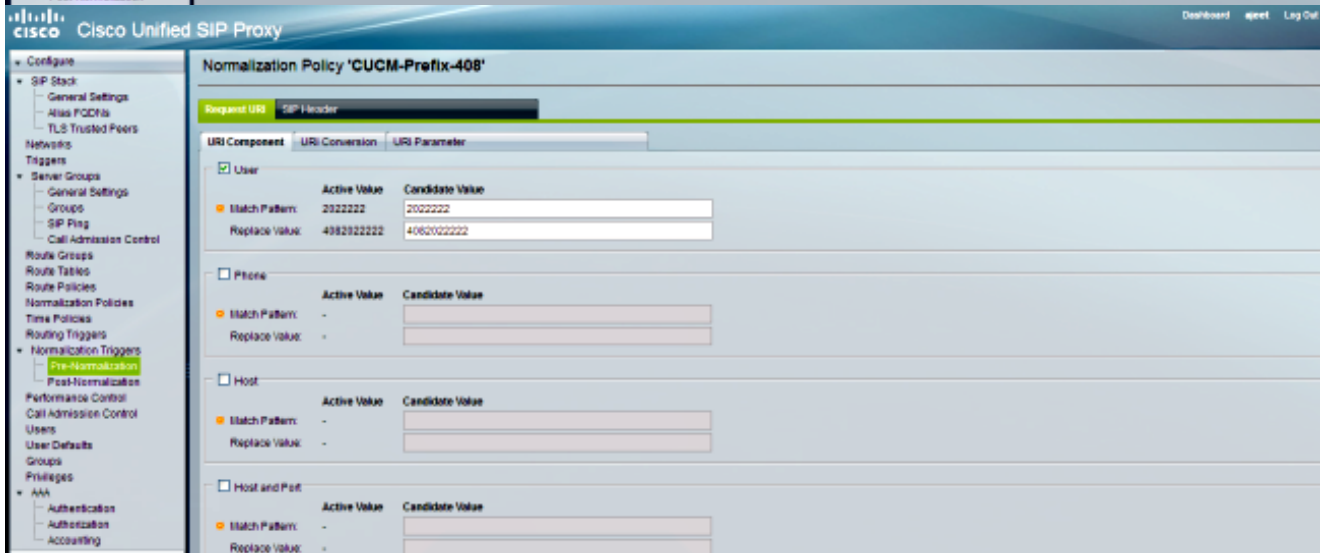 cisco Cisco Unified SIP Proxy
Dashboard ajeet Log Out
Configure
SIP Stack
General Settings
Alias FQDNs
TLS Trusted Peers
Networks
Triggers
Server Groups
General Settings
Groups
SIP Ping
Call Admission Control
Route Groups
Route Tables
Route Policies
Normalization Policies
Time Policies
Routing Triggers
Normalization Triggers
Pre-Normalization
Post-Normalization
Performance Control
Call Admission Control
Users
User Defaults
Groups
Privileges
AAA
Authentication
Authorization
Accounting
Normalization Policy 'CUCM-Prefix-408'
Request URI SIP Header
URI Component URI Conversion URI Parameter
User
Active Value Candidate Value
Match Pattern: 2022222 2022222
Replace Value: 4082022222 4082022222
Phone
Active Value Candidate Value
Match Pattern: -
Replace Value: -
Host
Active Value Candidate Value
Match Pattern: -
Replace Value: -
Host and Port
Active Value Candidate Value
Match Pattern: -
Replace Value: -